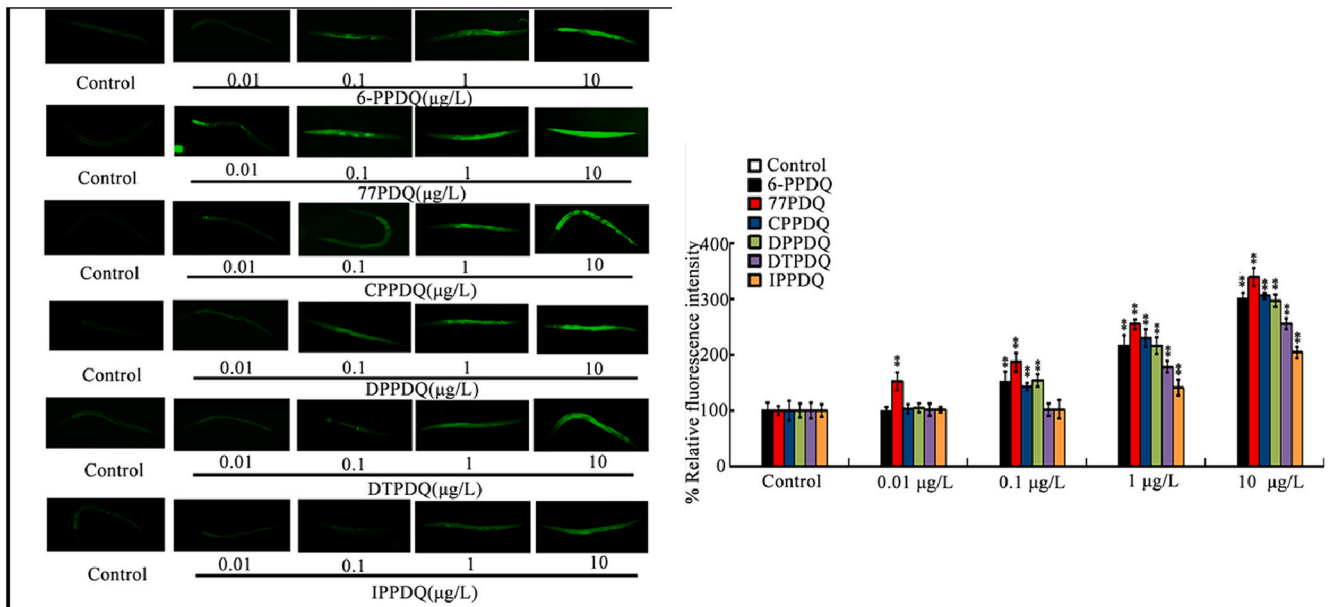 Control 0.01 0.1 1 10
6-PPDQ(μg/L)
Control 0.01 0.1 1 10
77PDQ(μg/L)
Control 0.01 0.1 1 10
CPPDQ(μg/L)
Control 0.01 0.1 1 10
DPPDQ(μg/L)
Control 0.01 0.1 1 10
DTPDQ(μg/L)
Control 0.01 0.1 1 10
IPPDQ(μg/L)
% Relative fluorescence intensity
400
300
200
100
0
Control
6-PPDQ
77PDQ
CPPDQ
DPPDQ
DTPDQ
IPPDQ
**
** ** ** **
** ** ** ** ** **
** ** ** ** ** **
Control 0.01 μg/L 0.1 μg/L 1 μg/L 10 μg/L